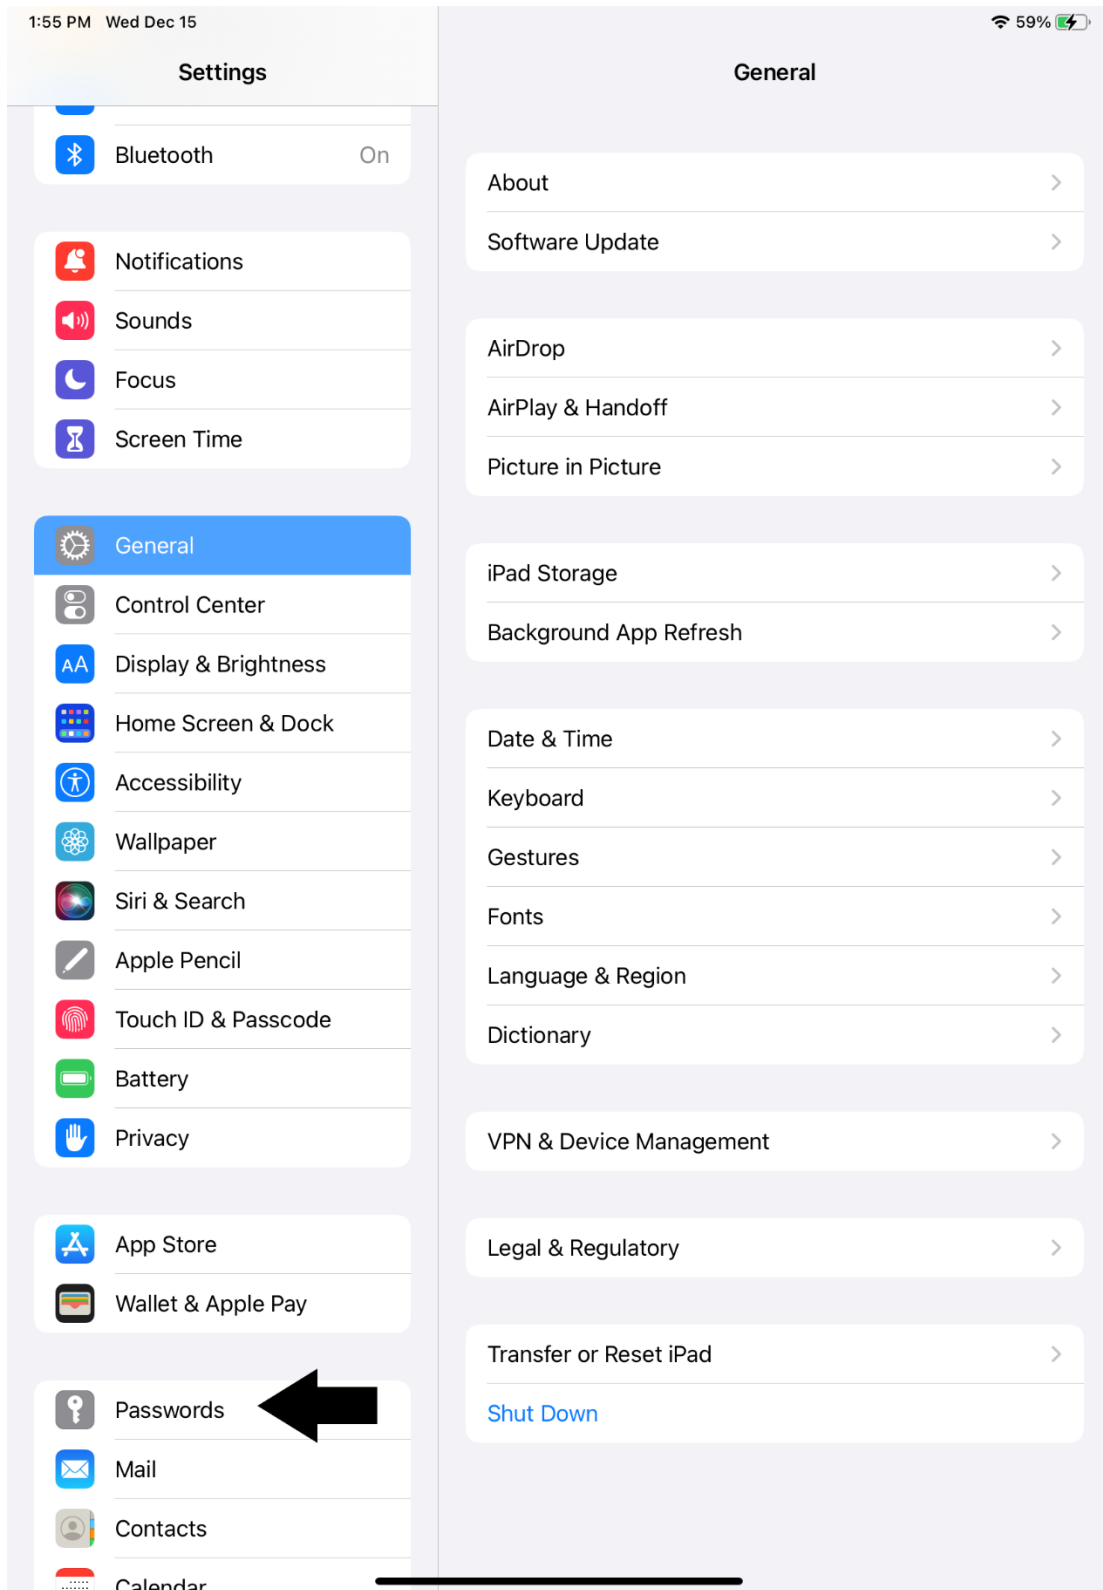 1:55 PM Wed Dec 15
59%
Settings
Bluetooth On
Notifications
Sounds
Focus
Screen Time
General
Control Center
AA
Display & Brightness
Home Screen & Dock
Accessibility
Wallpaper
Siri & Search
Apple Pencil
Touch ID & Passcode
Battery
Privacy
App Store
Wallet & Apple Pay
Passwords
Mail
Contacts
Calendar
General
About
Software Update
AirDrop
AirPlay & Handoff
Picture in Picture
iPad Storage
Background App Refresh
Date & Time
Keyboard
Gestures
Fonts
Language & Region
Dictionary
VPN & Device Management
Legal & Regulatory
Transfer or Reset iPad
Shut Down